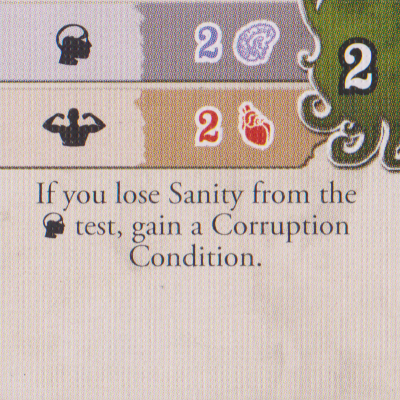 2
2
2
If you lose Sanity from the
test, gain a Corruption
Condition.